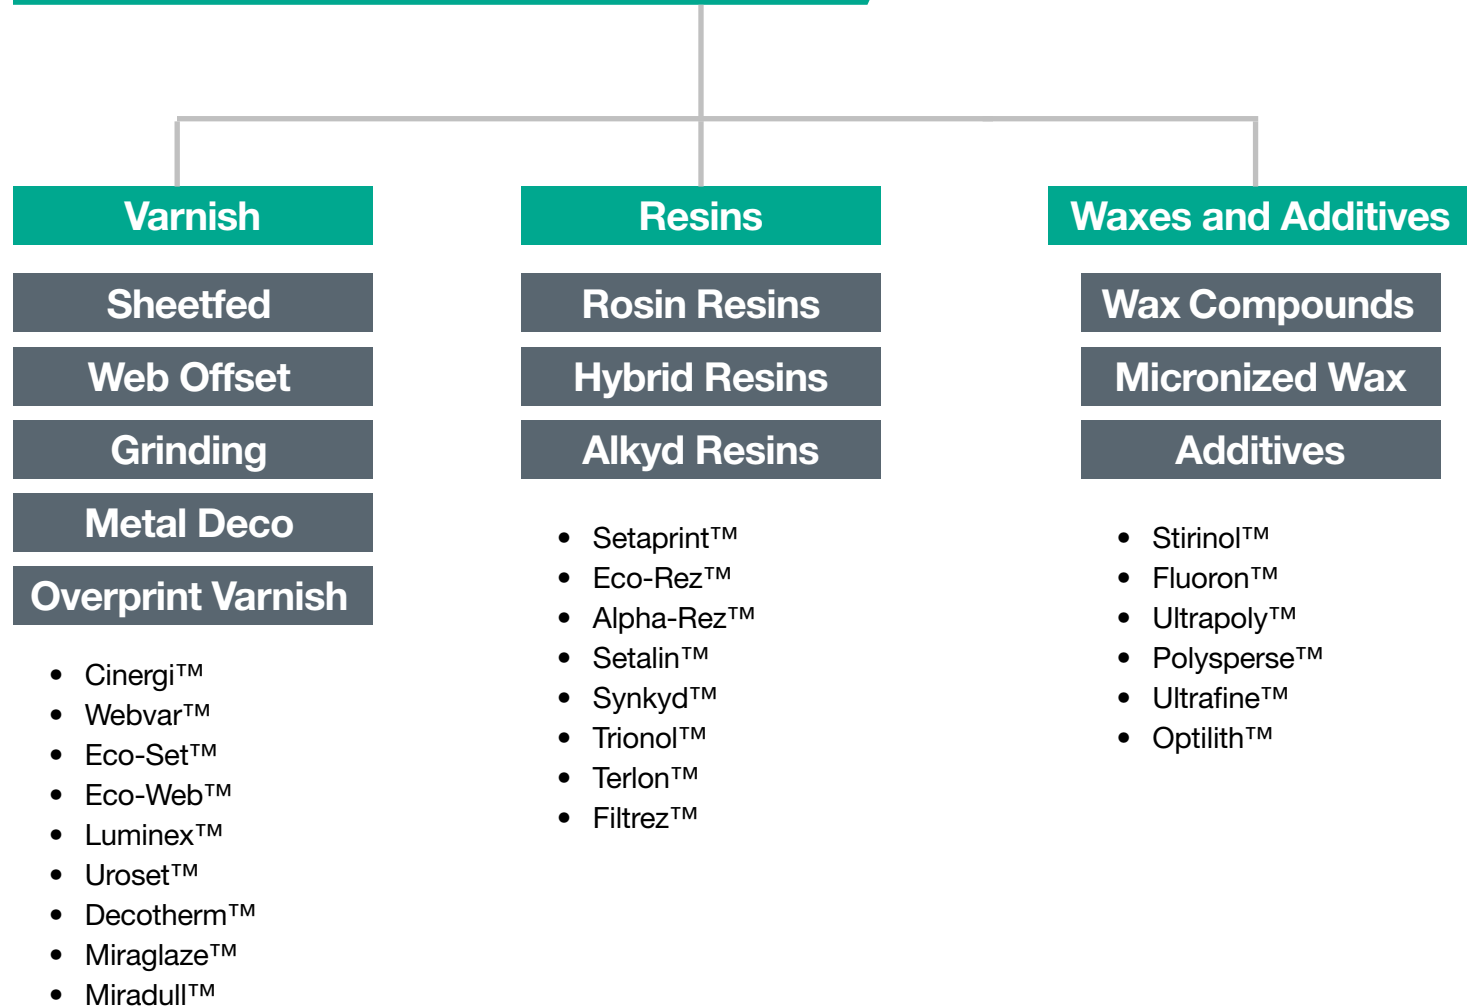 Varnish
Sheetfed
Web Offset
Grinding
Metal Deco
Overprint Varnish
• Cinergi™
• Webvar™
• Eco-Set™
• Eco-Web™
• Luminex™
• Uroset™
• Decotherm™
• Miraglaze™
• Miradull™
Resins
Rosin Resins
Hybrid Resins
Alkyd Resins
• Setaprint™
• Eco-Rez™
• Alpha-Rez™
• Setalin™
• Synkyd™
• Trionol™
• Terlon™
• Filtrez™
Waxes and Additives
Wax Compounds
Micronized Wax
Additives
• Stirinol™
• Fluoron™
• Ultrapoly™
• Polysperse™
• Ultrafine™
• Optilith™